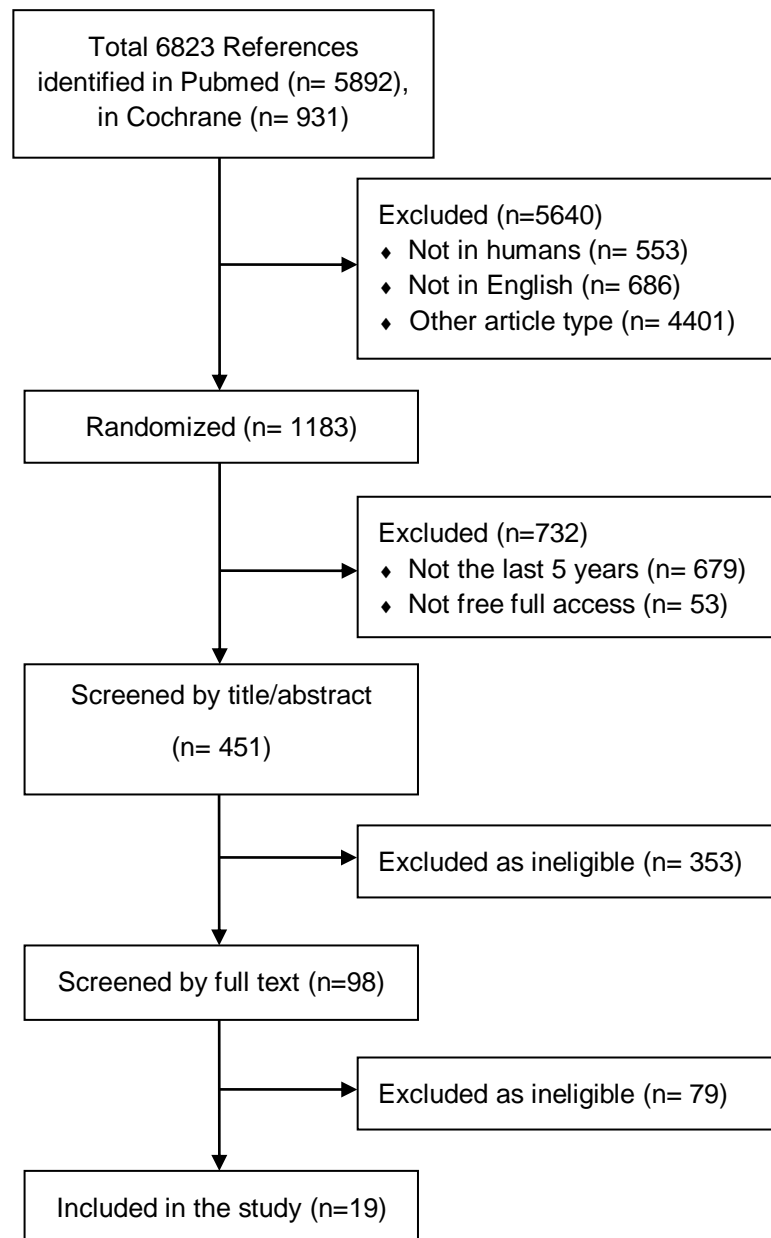 Total 6823 References
identified in Pubmed (n= 5892),
in Cochrane (n= 931)
Excluded (n=5640)
♦ Not in humans (n= 553)
♦ Not in English (n= 686)
♦ Other article type (n= 4401)
Randomized (n= 1183)
Excluded (n=732)
♦ Not the last 5 years (n= 679)
♦ Not free full access (n= 53)
Screened by title/abstract
(n= 451)
Excluded as ineligible (n= 353)
Screened by full text (n=98)
Excluded as ineligible (n= 79)
Included in the study (n=19)